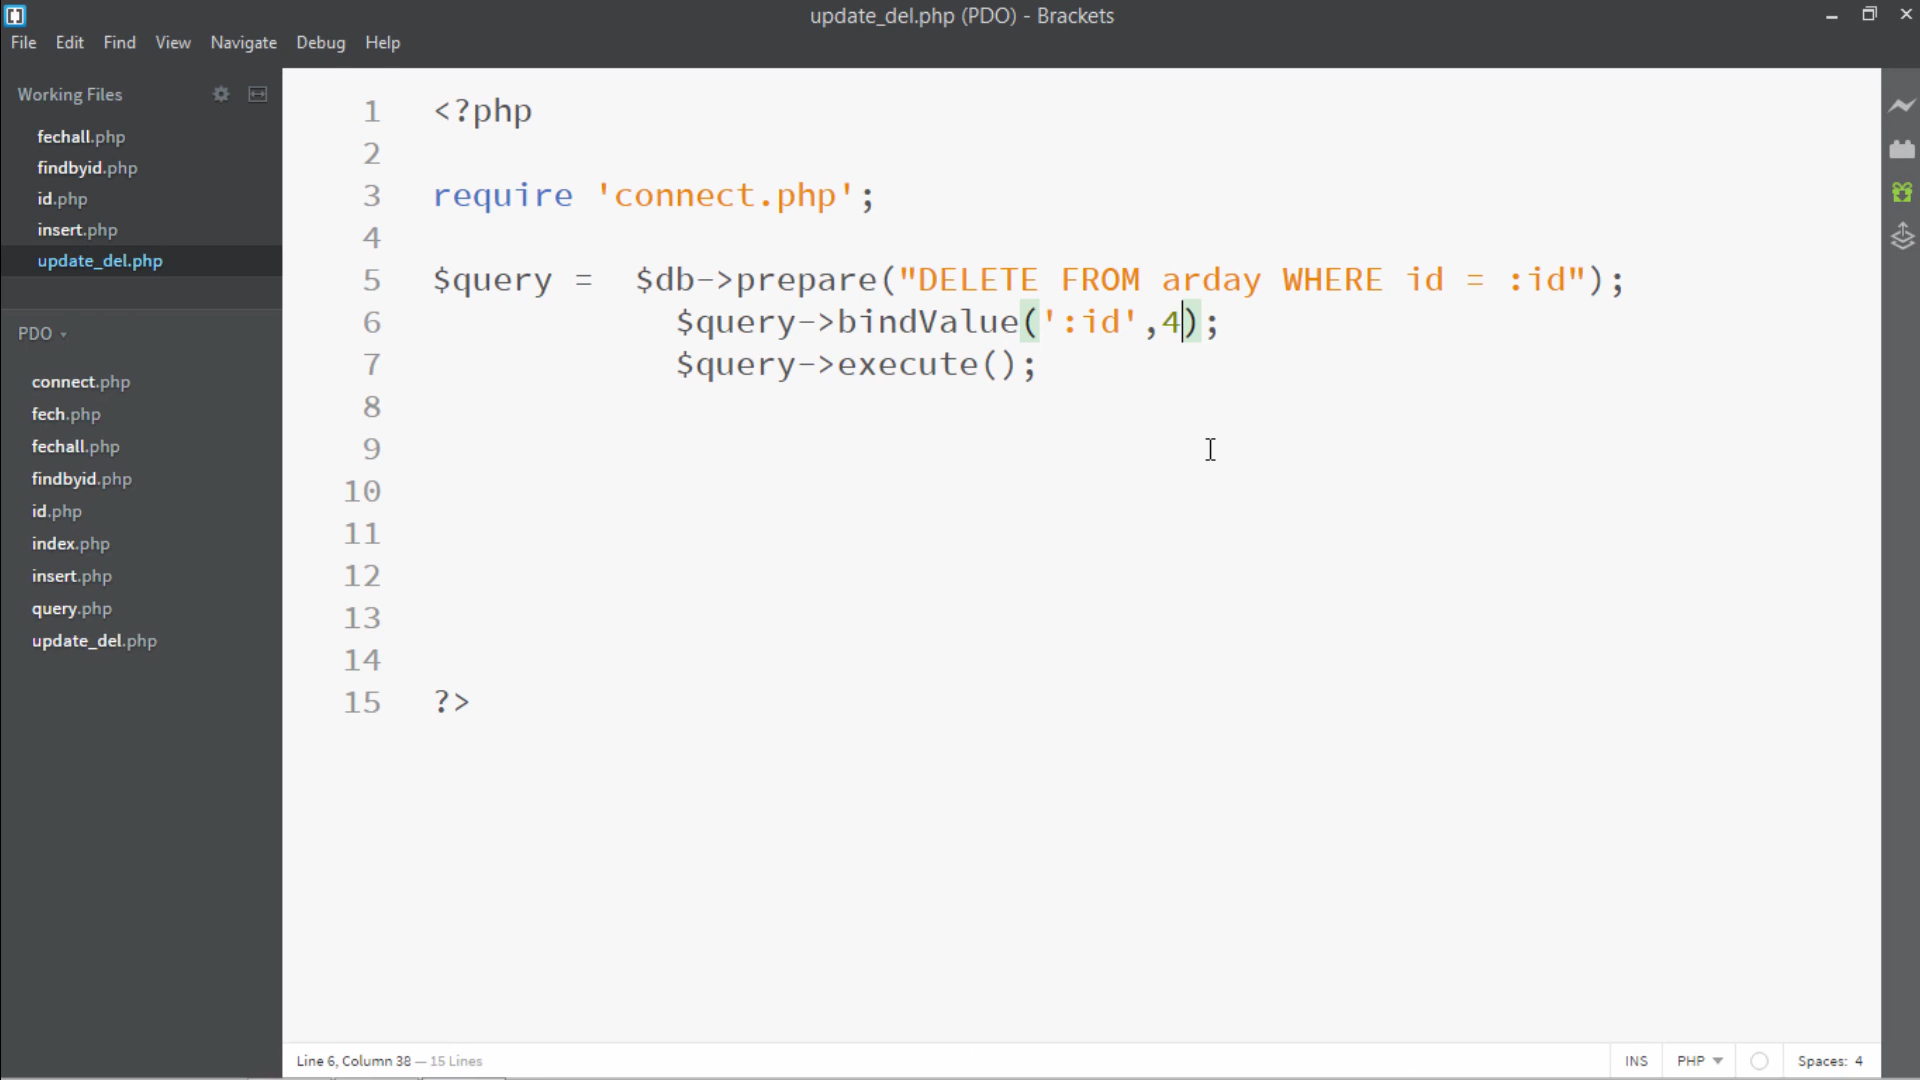 update_del.php (PDO) - Brackets
File Edit Find View Navigate Debug Help
Working Files
fechall.php
findbyid.php
id.php
insert.php
update_del.php
PDO
connect.php
fech.php
fechall.php
findbyid.php
id.php
index.php
insert.php
query.php
update_del.php
1 <?php
2
3 require 'connect.php';
4
5 $query =  $db->prepare("DELETE FROM arday WHERE id = :id");
6 $query->bindValue(':id',4);
7 $query->execute();
8
9
10
11
12
13
14
15 ?>
Line 6, Column 38 — 15 Lines
INS PHP Spaces: 4